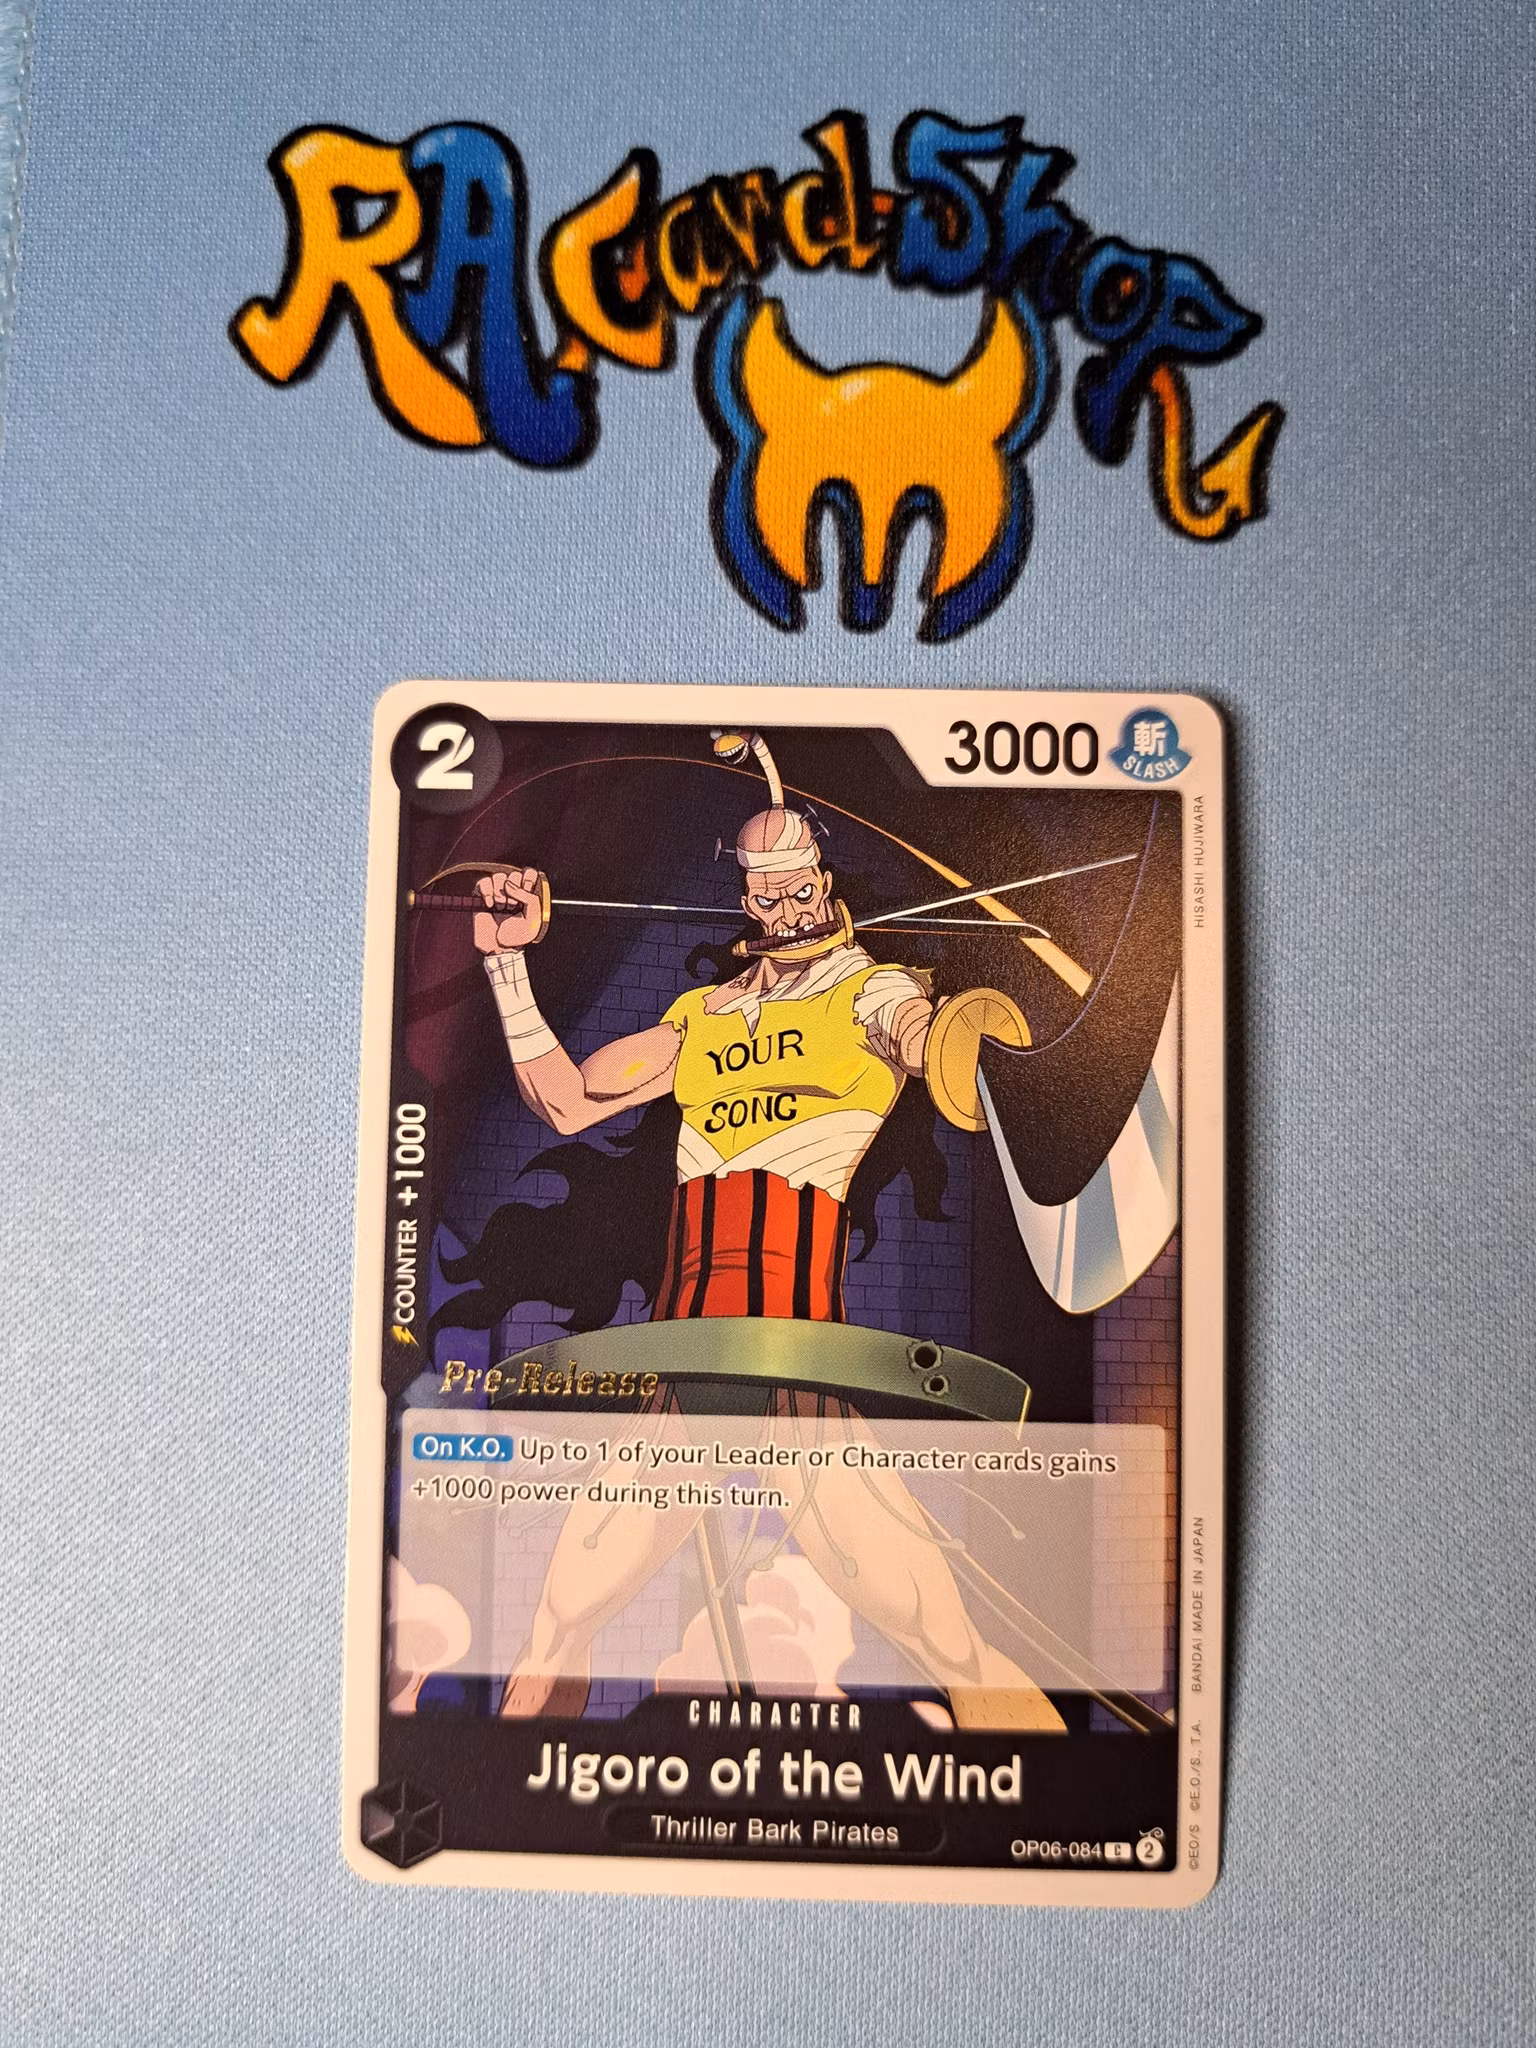 RA Card-Shop
2
3000
斬
SLASH
HISASHI HUJIWARA
YOUR
SONG
COUNTER +1000
Pre-Release
On K.O. Up to 1 of your Leader or Character cards gains
+1000 power during this turn.
CHARACTER
Jigoro of the Wind
Thriller Bark Pirates
OP06-084 C 2
©EO/S ©E.O./S., T.A. BANDAI MADE IN JAPAN